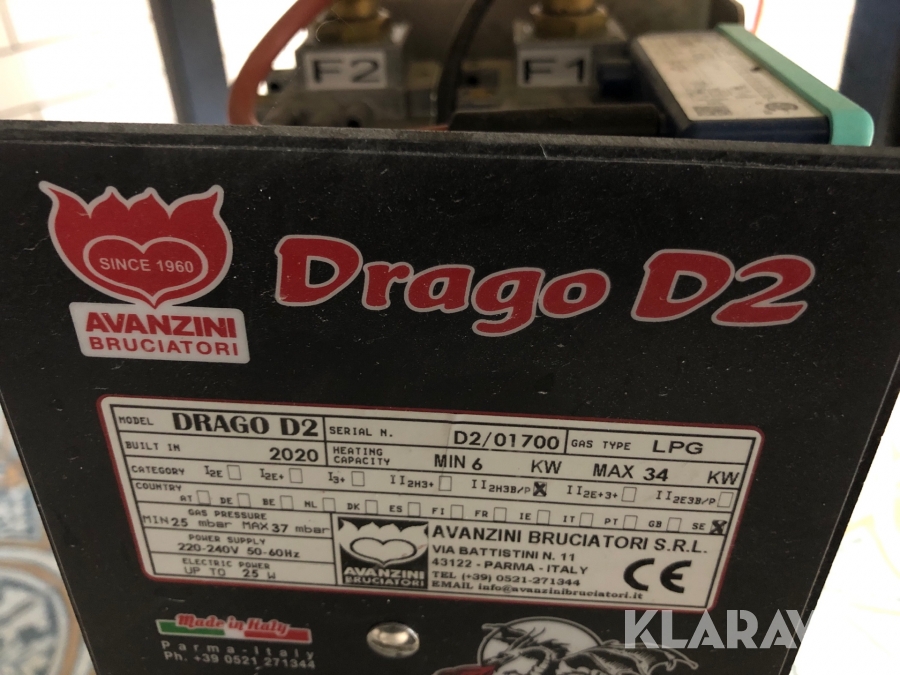 F2
F1
SINCE 1960
AVANZINI
BRUCIATORI
Drago D2
MODEL DRAGO D2 SERIAL N. D2/01700 GAS TYPE LPG
BUILT IN 2020 HEATING CAPACITY MIN 6 KW MAX 34 KW
CATEGORY I2E I2E+ I3+ II2H3+ II2H3B/P II2E+3+ II2E3B/P
COUNTRY AT DE BE NL DK ES FI FR IE IT PT GB SE
GAS PRESSURE
MIN 25 mbar MAX 37 mbar
POWER SUPPLY
220-240V 50-60Hz
ELECTRIC POWER
UP TO 25 W
AVANZINI
BRUCIATORI
AVANZINI BRUCIATORI S.R.L.
VIA BATTISTINI N. 11
43122 - PARMA - ITALY
TEL (+39) 0521-271344
EMAIL info@avanzinibruciatori.it
CE
Made in Italy
Parma-Italy
Ph. +39 0521 271344
KLARAV